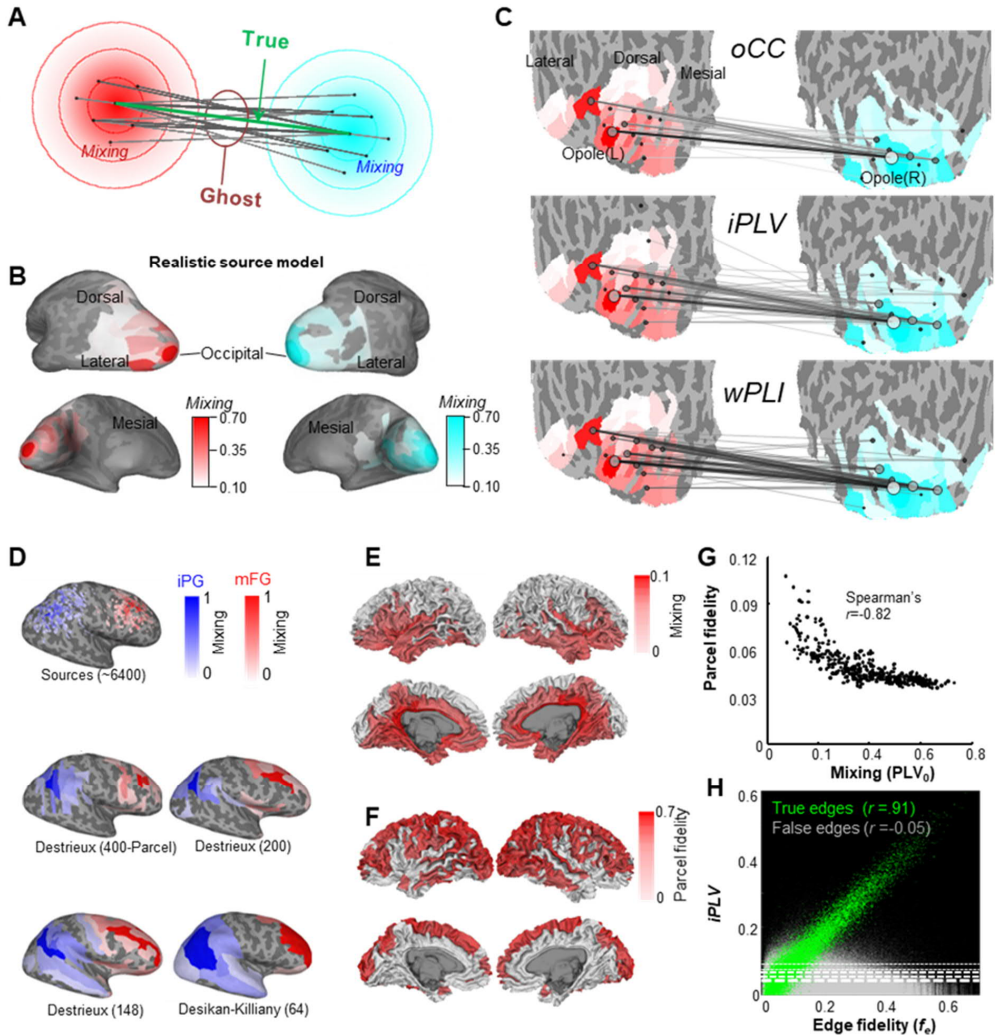 A
True
Mixing
Mixing
Ghost
B
Realistic source model
Dorsal
Dorsal
Lateral
Occipital
Lateral
Mesial
Mixing
0.70
0.35
0.10
Mesial
Mixing
0.70
0.35
0.10
C
oCC
Lateral
Dorsal
Mesial
Opole(L)
Opole(R)
iPLV
wPLI
D
iPG
mFG
1
Mixing
0
1
Mixing
0
Sources (~6400)
Destrieux (400-Parcel)
Destrieux (200)
Destrieux (148)
Desikan-Killiany (64)
E
0.1
Mixing
0
F
0.7
Parcel fidelity
0
G
0.12
0.09
0.06
0.03
Parcel fidelity
Spearman's
r=-0.82
0
0.1
0.4
0.6
0.8
Mixing (PLV0)
H
True edges (r=.91)
False edges (r=-0.05)
0.6
0.4
0.2
0
iPLV
0
0.2
0.4
0.6
Edge fidelity (fe)